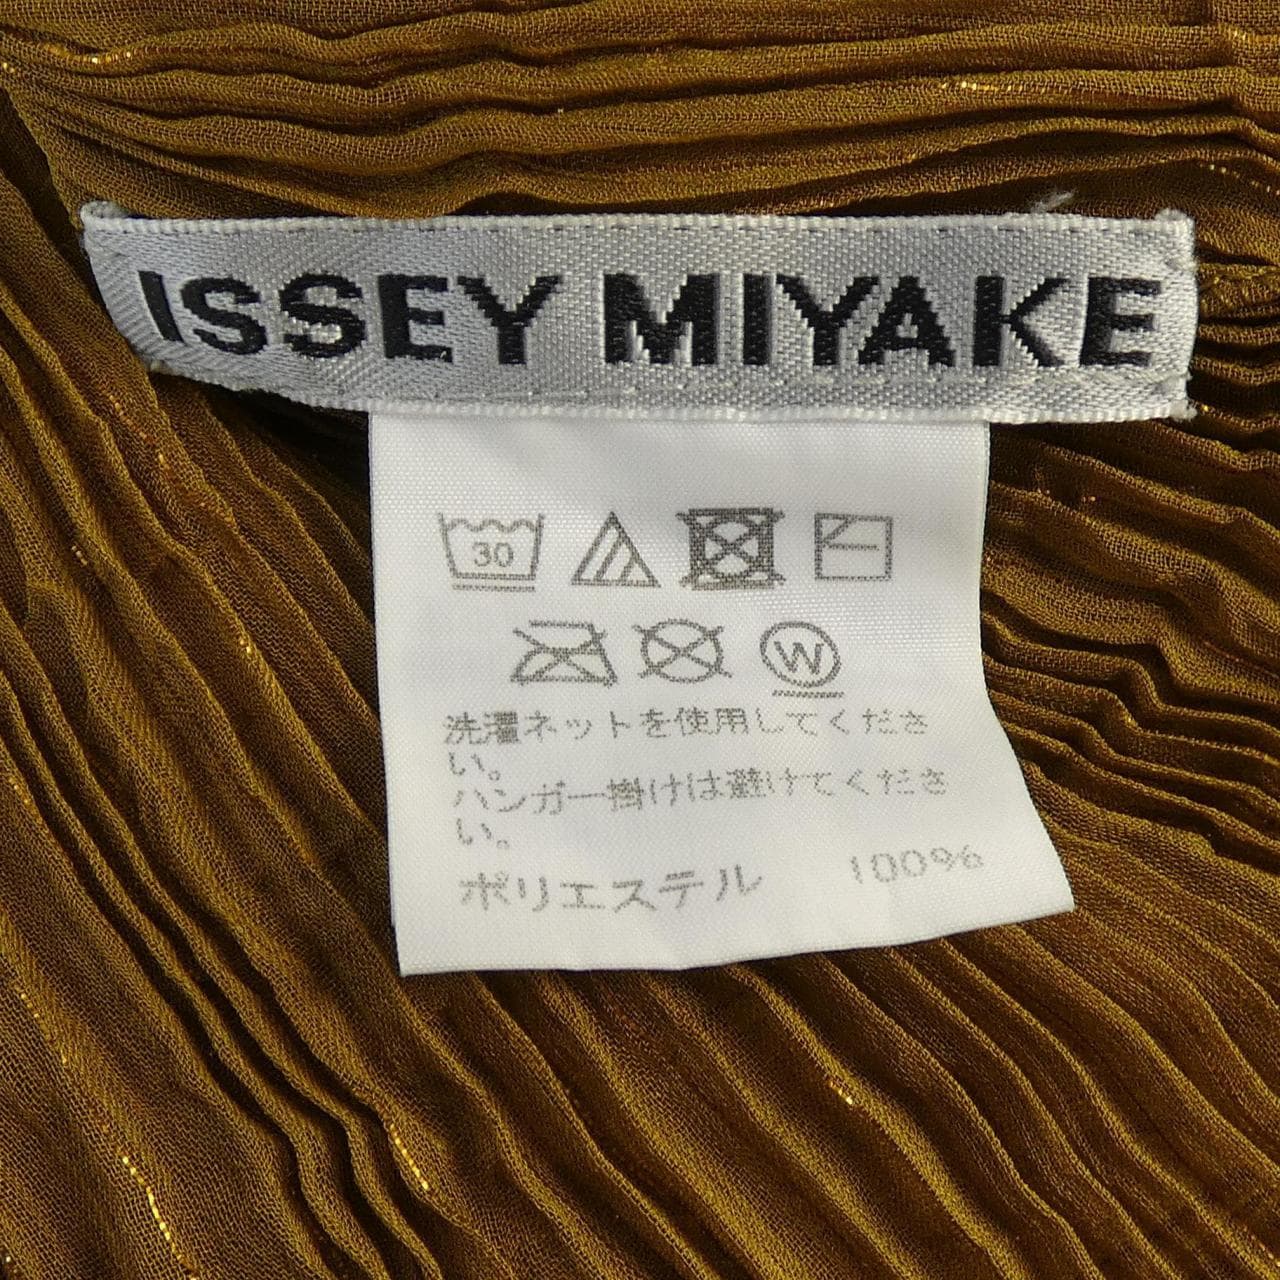 ISSEY MIYAKE
30
W
洗濯ネットを使用してくださ
い。
ハンガー掛けは避けてくださ
い。
ポリエステル 100%